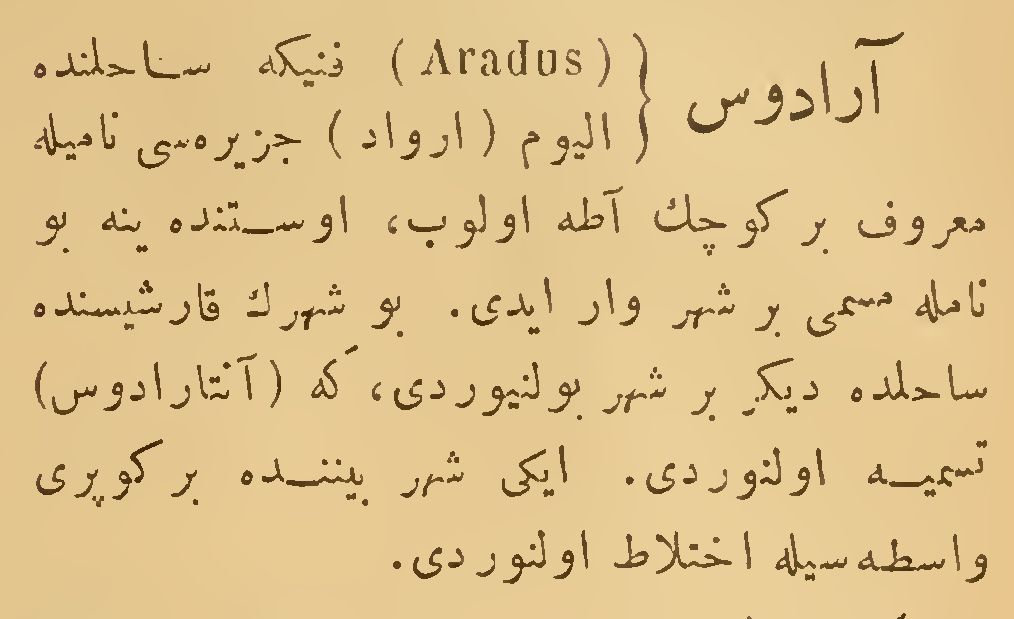 آرادوس { (Aradus) فنیکه ساحلنده
الیوم ( ارواد ) جزیره‌سی نامیله
معروف بر کوچك آطه اولوب، اوستنده ینه بو
نامله مسمی بر شهر وار ایدی. بو شهرك قارشیسنده
ساحلده دیکر بر شهر بولنیوردی، که (آنتارادوس)
تسمیه اولنوردی. ایکی شهر بیننده بر کوپری
واسطه‌سیله اختلاط اولنوردی.